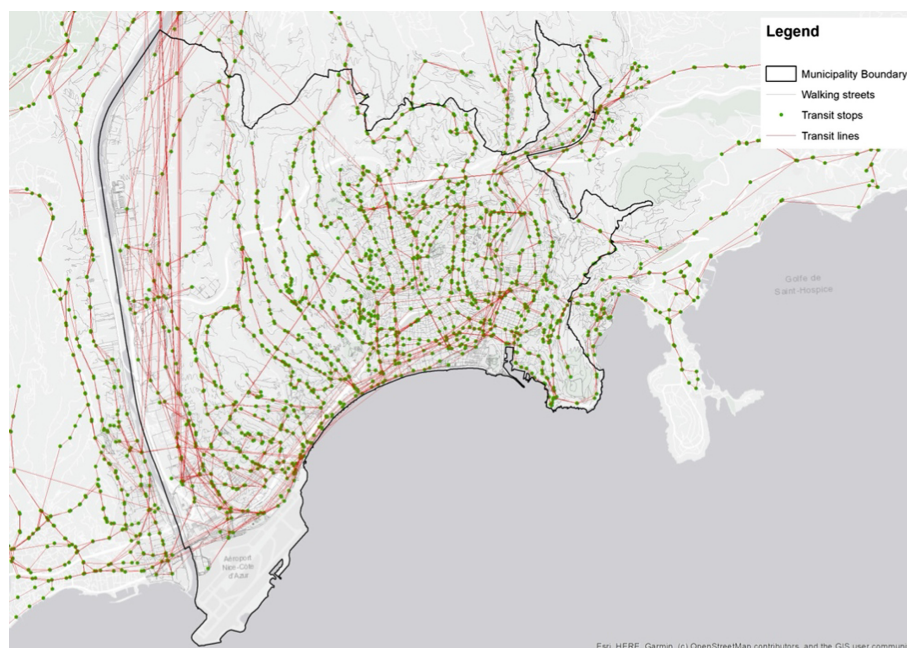 Legend
Municipality Boundary
Walking streets
Transit stops
Transit lines
Golfe de
Saint-Hospice
Aéroport
Nice-Côte
d'Azur
Esri, HERE, Garmin, (c) OpenStreetMap contributors, and the GIS user